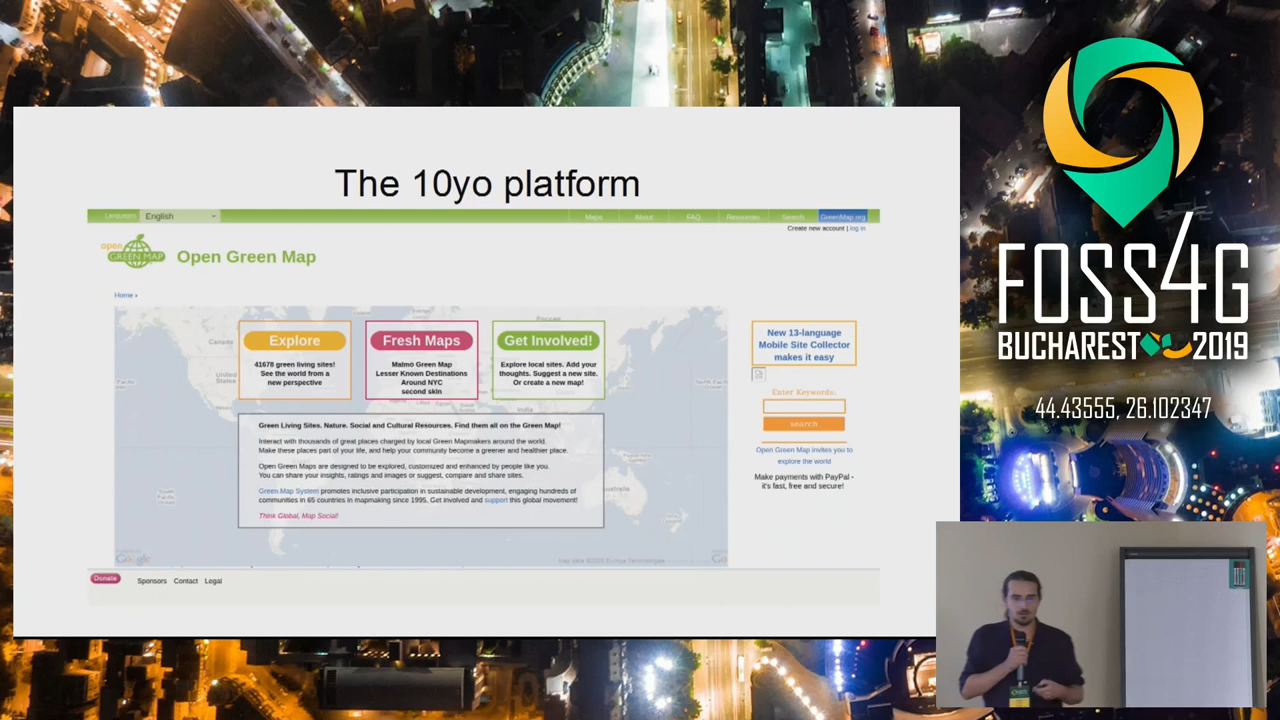 The 10yo platform
Language English
Maps About FAQ Resources Search GreenMap.org
Create new account | log in
open
GREEN MAP
Open Green Map
Home ›
Explore
41678 green living sites!
See the world from a
new perspective
Fresh Maps
Malmö Green Map
Lesser Known Destinations
Around NYC
second skin
Get Involved!
Explore local sites. Add your
thoughts. Suggest a new site.
Or create a new map!
Green Living Sites. Nature. Social and Cultural Resources. Find them all on the Green Map!
Interact with thousands of great places charged by local Green Mapmakers around the world.
Make these places part of your life, and help your community become a greener and healthier place.
Open Green Maps are designed to be explored, customized and enhanced by people like you.
You can share your insights, ratings and images or suggest, compare and share sites.
Green Map System promotes inclusive participation in sustainable development, engaging hundreds of
communities in 65 countries in mapmaking since 1995. Get involved and support this global movement!
Think Global, Map Social!
Canada
United
India
Australia
Google
New 13-language
Mobile Site Collector
makes it easy
Enter Keywords:
search
Open Green Map invites you to
explore the world
Make payments with PayPal -
it's fast, free and secure!
Donate Sponsors Contact Legal
FOSS4G
BUCHAREST 2019
44.43555, 26.102347